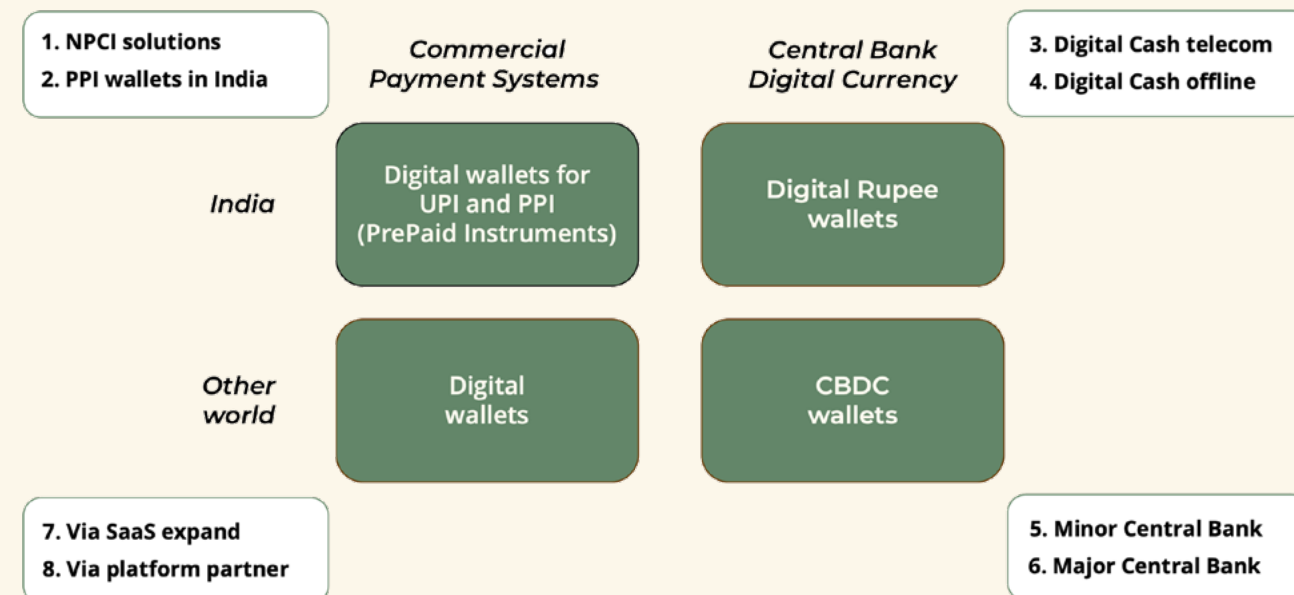 1. NPCI solutions
2. PPI wallets in India
Commercial
Payment Systems
Central Bank
Digital Currency
3. Digital Cash telecom
4. Digital Cash offline
India
Digital wallets for
UPI and PPI
(PrePaid Instruments)
Digital Rupee
wallets
Other
world
Digital
wallets
CBDC
wallets
7. Via SaaS expand
8. Via platform partner
5. Minor Central Bank
6. Major Central Bank